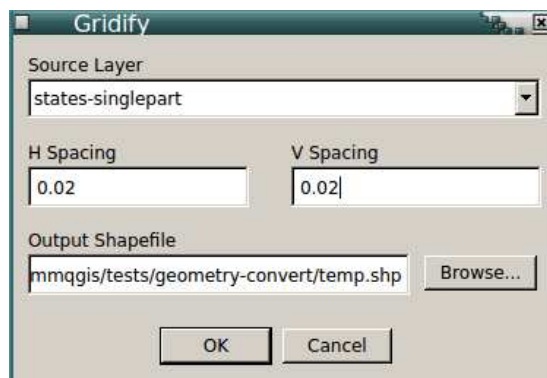 Gridify
Source Layer
states-singlepart
H Spacing
V Spacing
0.02
0.02
Output Shapefile
mmqgis/tests/geometry-convert/temp.shp
Browse...
OK
Cancel